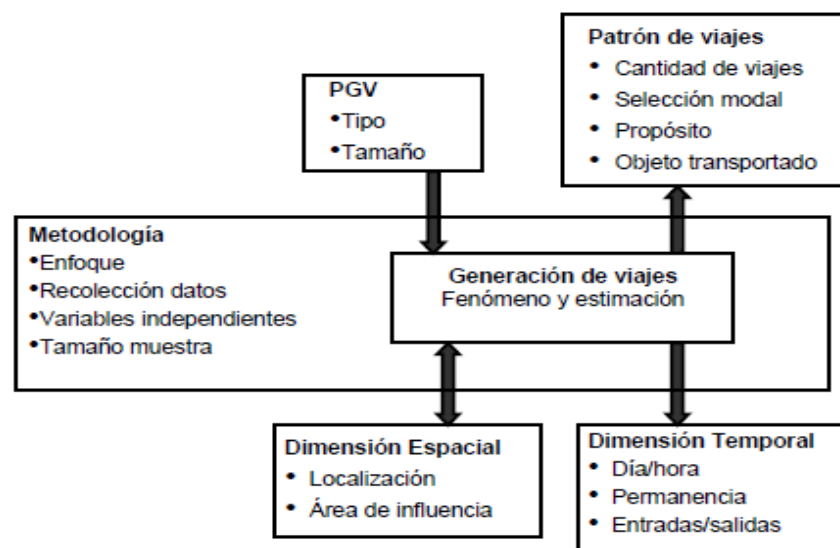 PGV
•Tipo
•Tamaño
Patrón de viajes
• Cantidad de viajes
• Selección modal
• Propósito
• Objeto transportado
Metodología
•Enfoque
•Recolección datos
•Variables independientes
•Tamaño muestra
Generación de viajes
Fenómeno y estimación
Dimensión Espacial
• Localización
• Área de influencia
Dimensión Temporal
• Día/hora
• Permanencia
• Entradas/salidas